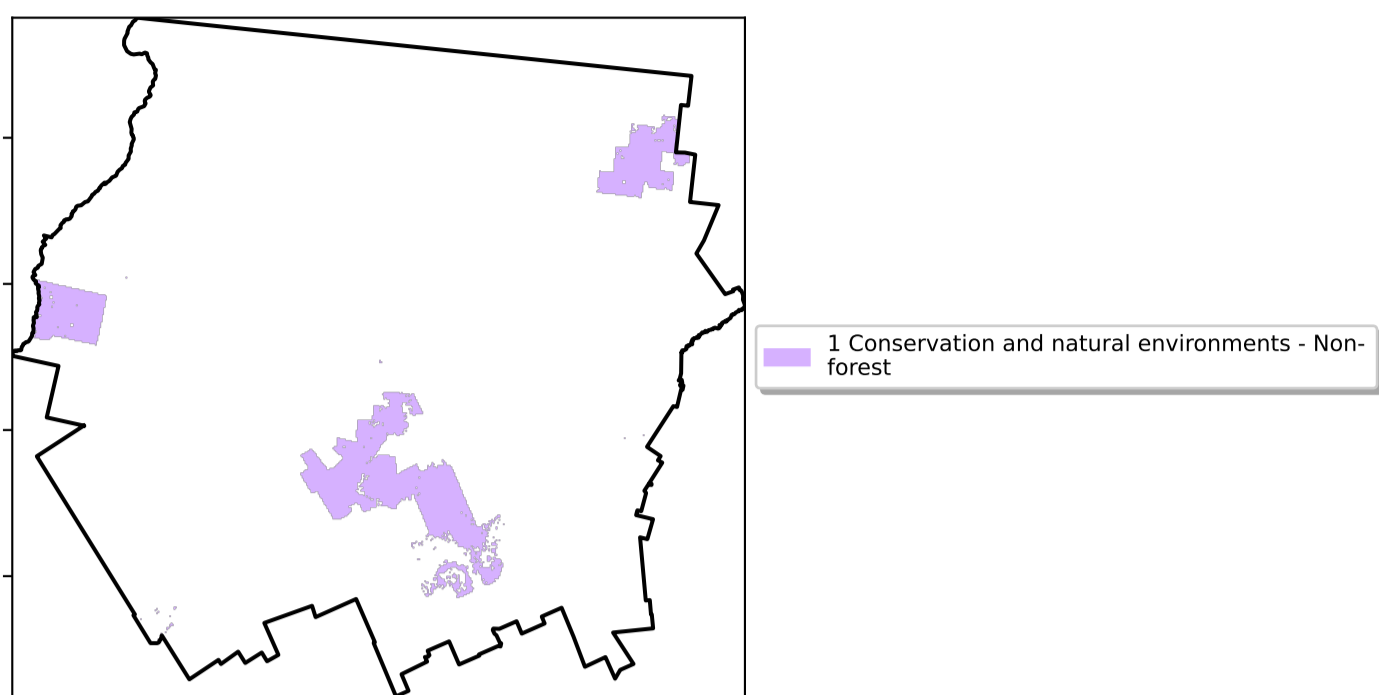 1 Conservation and natural environments - Non-
forest